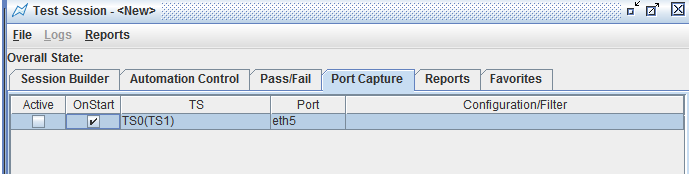 Test Session - <New>
File Logs Reports
Overall State:
Session Builder Automation Control Pass/Fail Port Capture Reports Favorites
Active OnStart TS Port Configuration/Filter
TS0(TS1) eth5